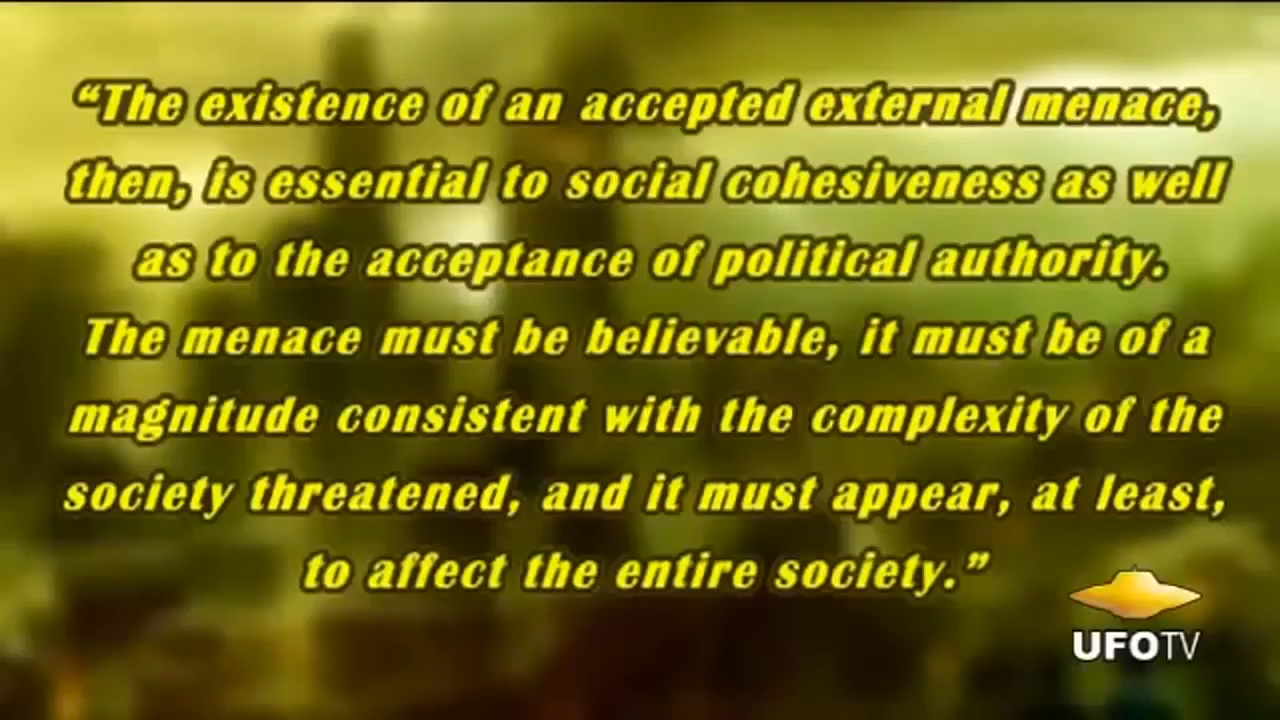 “The existence of an accepted external menace,
then, is essential to social cohesiveness as well
as to the acceptance of political authority.
The menace must be believable, it must be of a
magnitude consistent with the complexity of the
society threatened, and it must appear, at least,
to affect the entire society.”
UFOTV